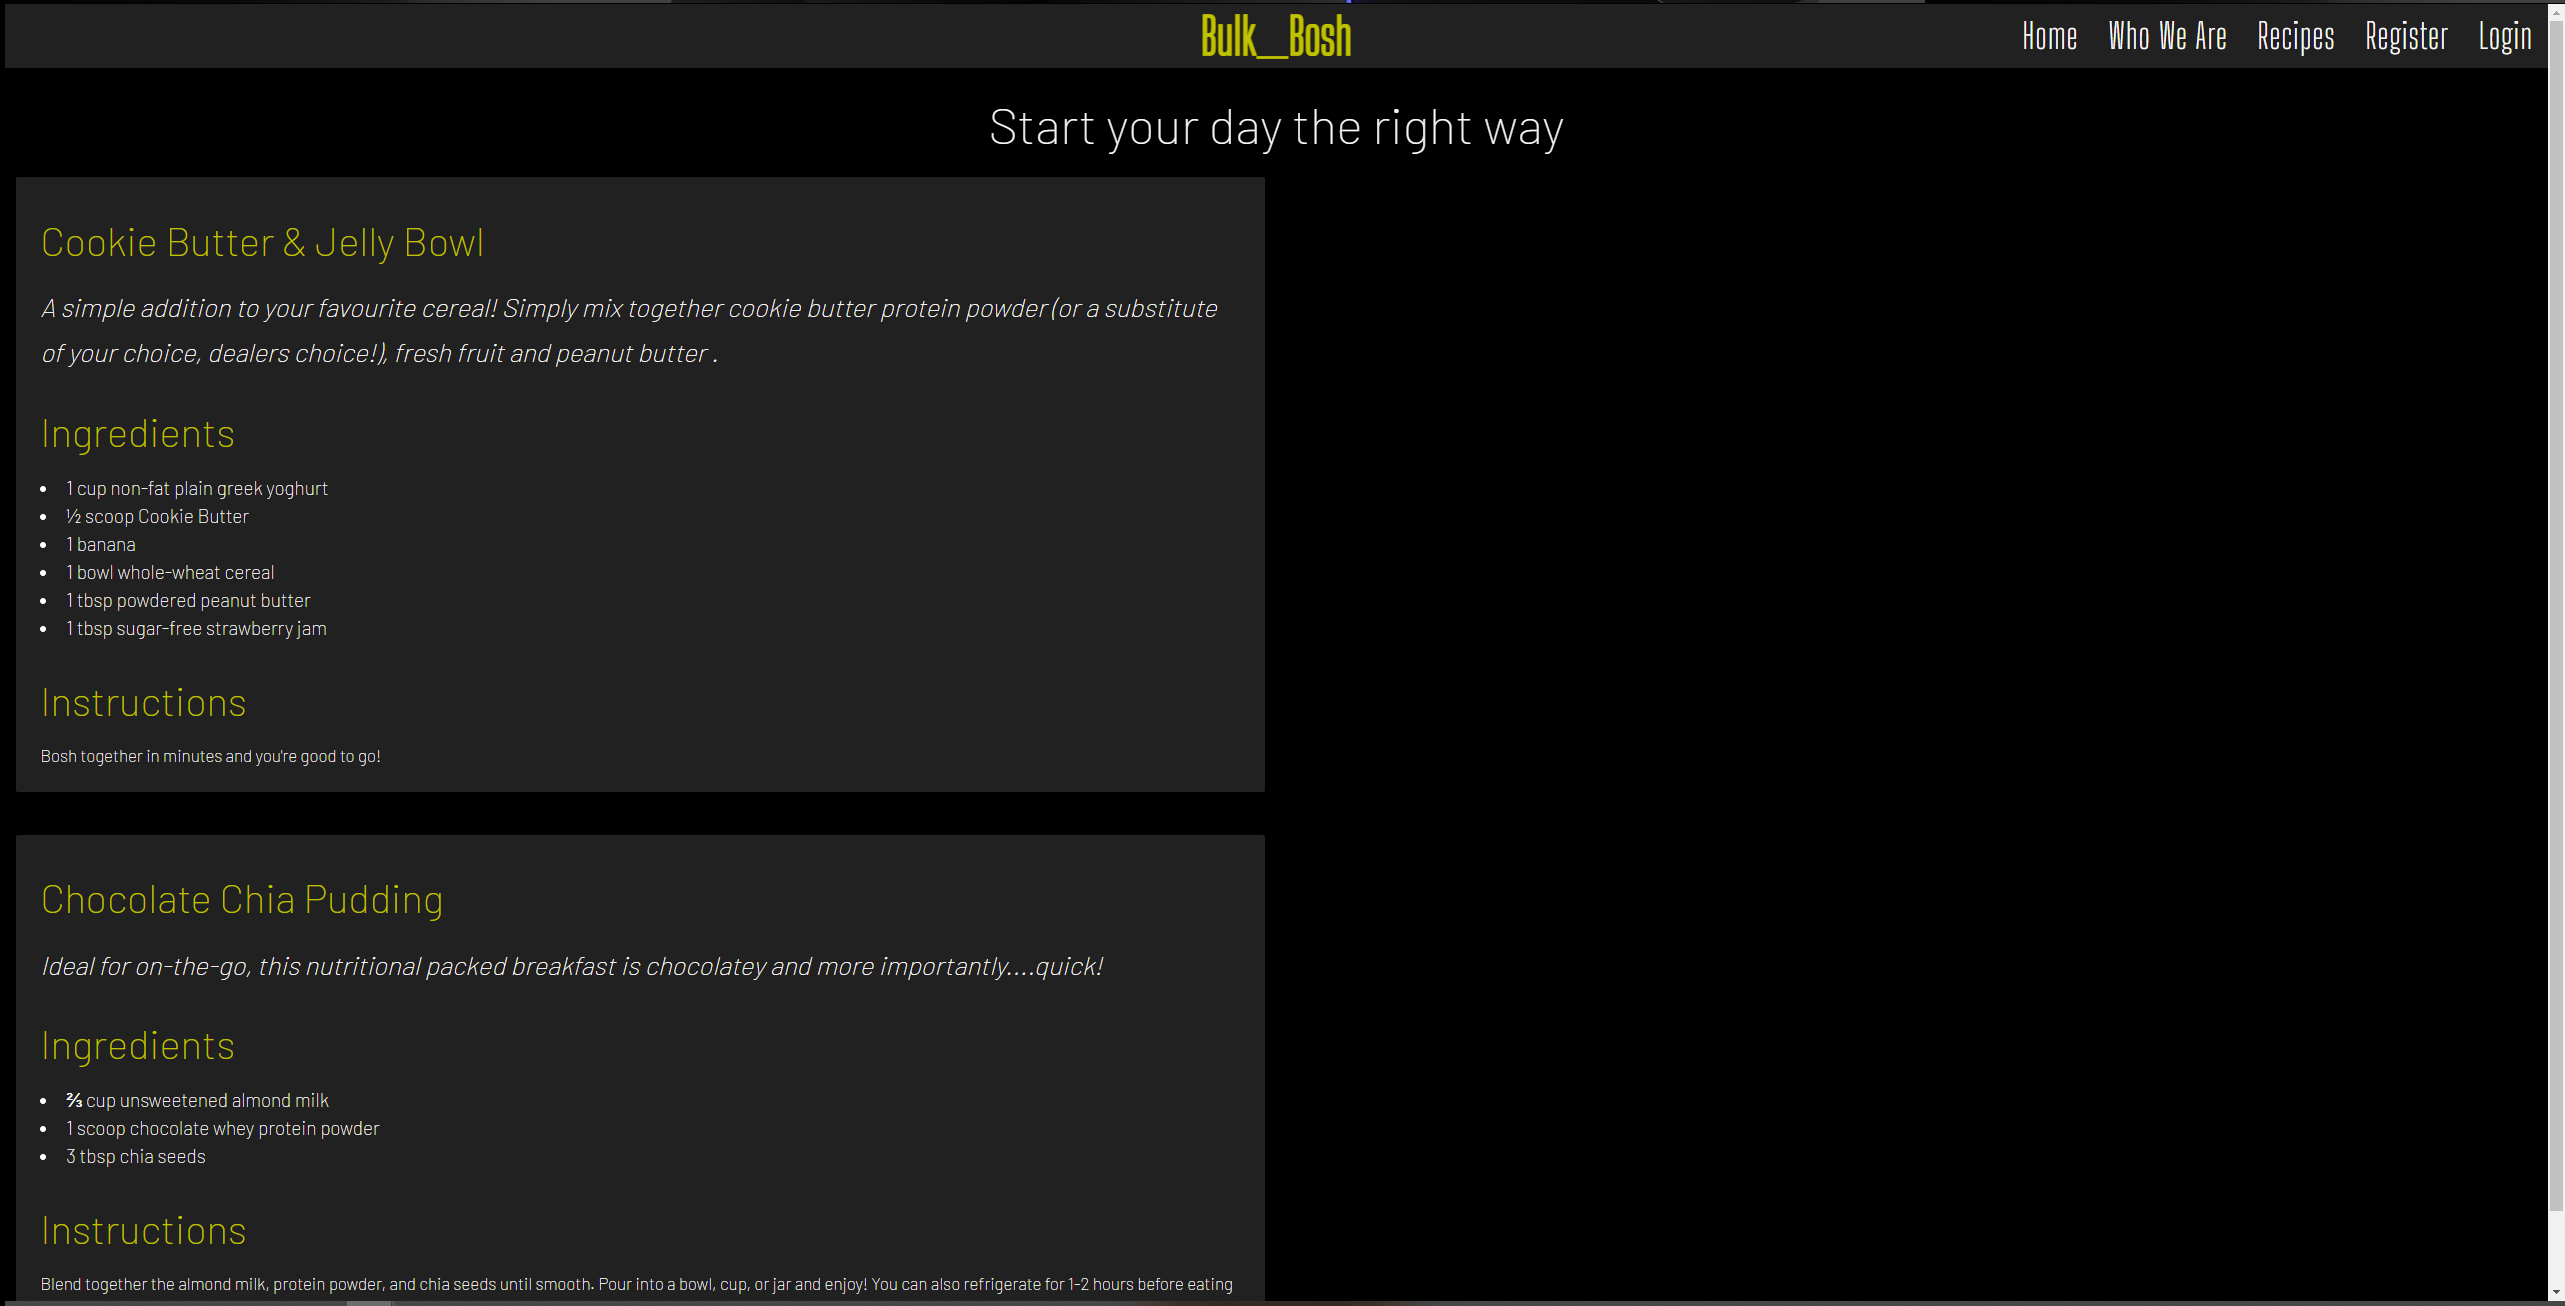 Bulk_Bosh
Home Who We Are Recipes Register Login
Start your day the right way
Cookie Butter & Jelly Bowl
A simple addition to your favourite cereal! Simply mix together cookie butter protein powder (or a substitute
of your choice, dealers choice!), fresh fruit and peanut butter .
Ingredients
• 1 cup non-fat plain greek yoghurt
• ½ scoop Cookie Butter
• 1 banana
• 1 bowl whole-wheat cereal
• 1 tbsp powdered peanut butter
• 1 tbsp sugar-free strawberry jam
Instructions
Bosh together in minutes and you're good to go!
Chocolate Chia Pudding
Ideal for on-the-go, this nutritional packed breakfast is chocolatey and more importantly....quick!
Ingredients
• ⅔ cup unsweetened almond milk
• 1 scoop chocolate whey protein powder
• 3 tbsp chia seeds
Instructions
Blend together the almond milk, protein powder, and chia seeds until smooth. Pour into a bowl, cup, or jar and enjoy! You can also refrigerate for 1-2 hours before eating